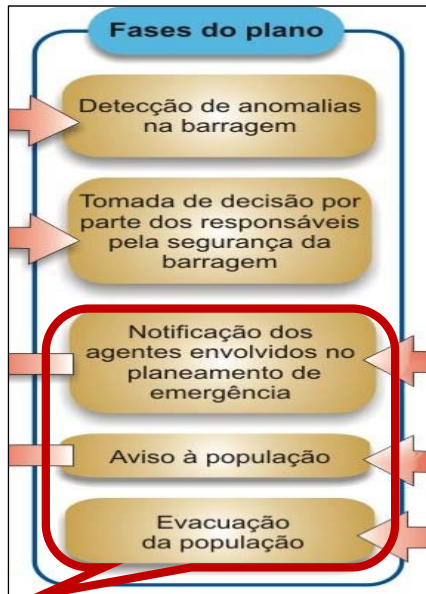 Fases do plano
Detecção de anomalias
na barragem
Tomada de decisão por
parte dos responsáveis
pela segurança da
barragem
Notificação dos
agentes envolvidos no
planeamento de
emergência
Aviso à população
Evacuação
da população